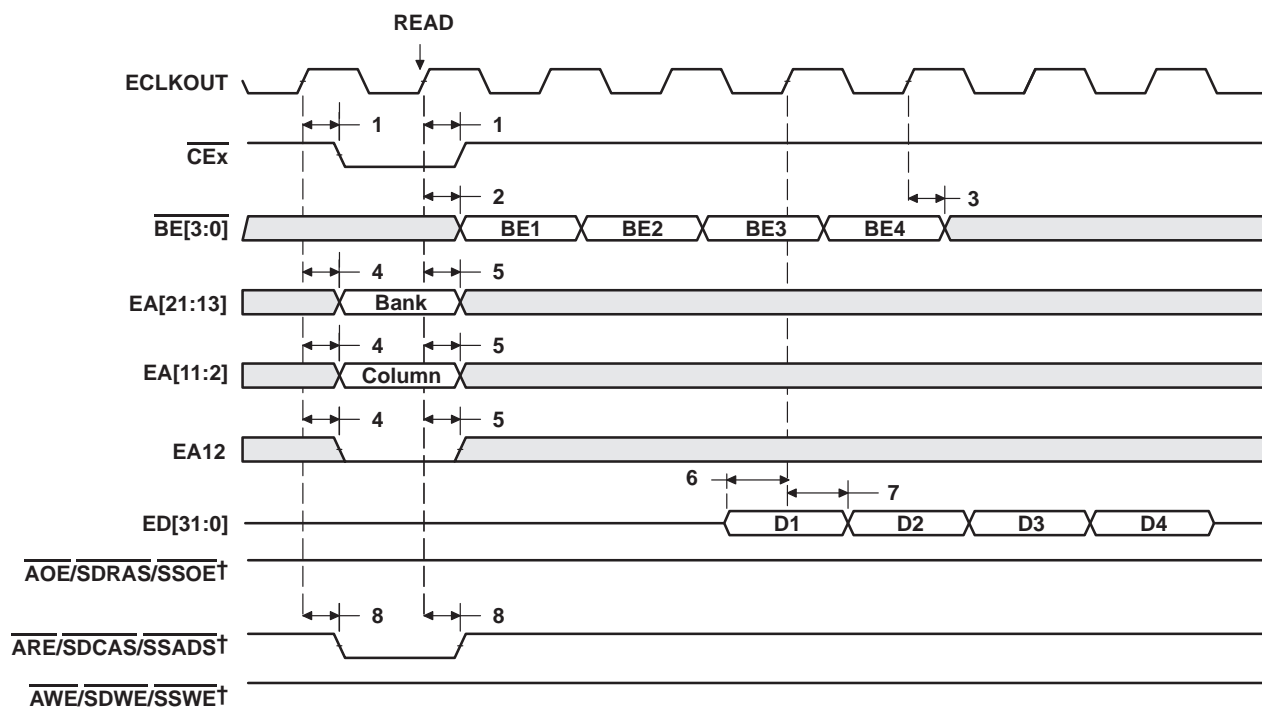 READ
ECLKOUT
1 1
CEx
2 3
BE[3:0] BE1 BE2 BE3 BE4
4 5
EA[21:13] Bank
4 5
EA[11:2] Column
4 5
EA12
6 7
ED[31:0] D1 D2 D3 D4
AOE/SDRAS/SSOE†
8 8
ARE/SDCAS/SSADS†
AWE/SDWE/SSWE†